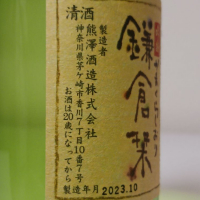 鎌倉栞
清酒
製造者
熊澤酒造株式会社
神奈川県茅ケ崎市香川7丁目10番7号
お酒は20歳になってから
製造年月 2023.10